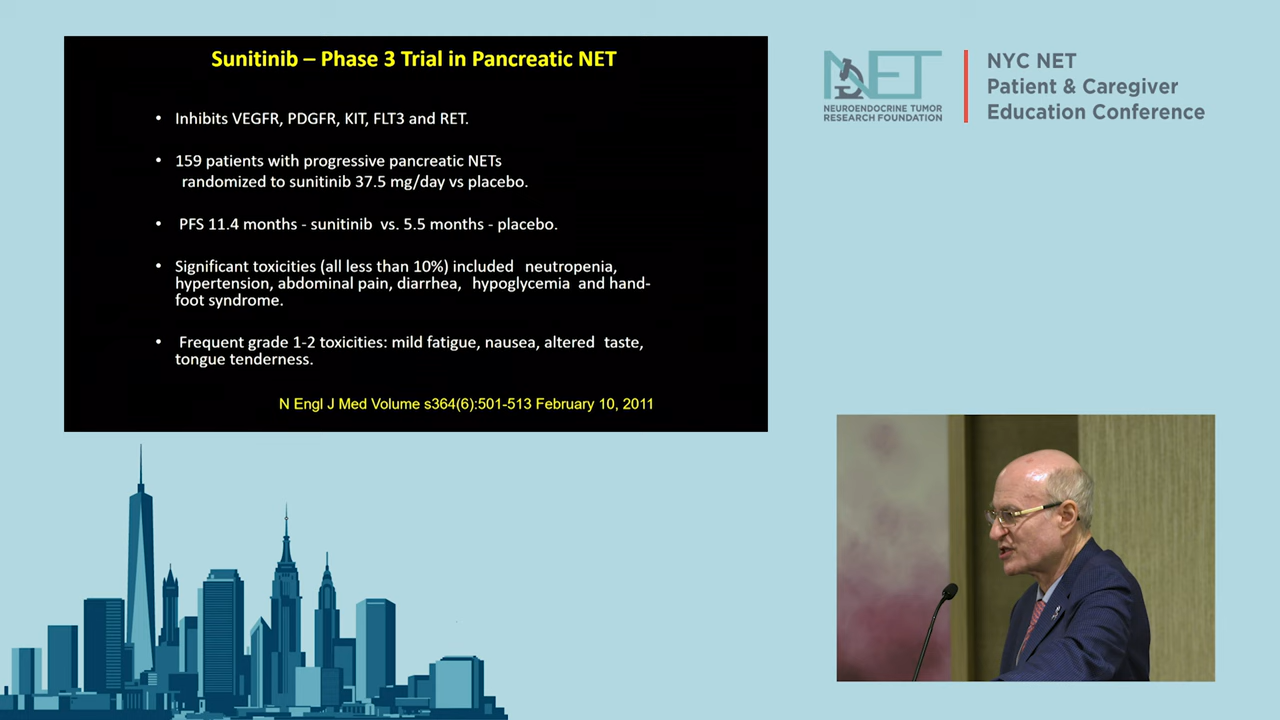 Sunitinib – Phase 3 Trial in Pancreatic NET
• Inhibits VEGFR, PDGFR, KIT, FLT3 and RET.
• 159 patients with progressive pancreatic NETs
randomized to sunitinib 37.5 mg/day vs placebo.
• PFS 11.4 months - sunitinib vs. 5.5 months - placebo.
• Significant toxicities (all less than 10%) included neutropenia,
hypertension, abdominal pain, diarrhea, hypoglycemia and hand-
foot syndrome.
• Frequent grade 1-2 toxicities: mild fatigue, nausea, altered taste,
tongue tenderness.
N Engl J Med Volume s364(6):501-513 February 10, 2011
NET
NEUROENDOCRINE TUMOR
RESEARCH FOUNDATION
NYC NET
Patient & Caregiver
Education Conference